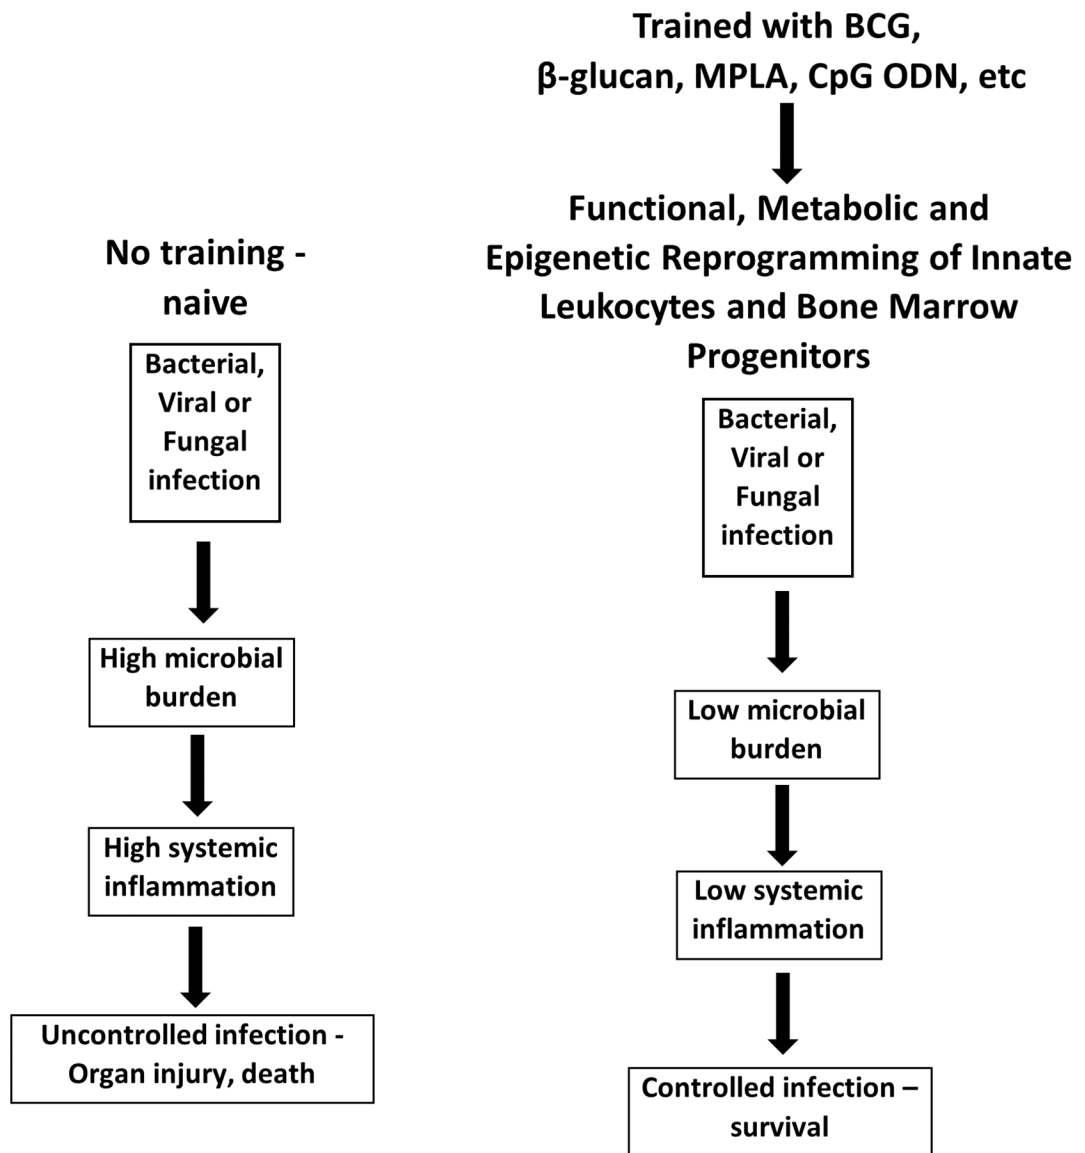 No training -
naive
Bacterial,
Viral or
Fungal
infection
High microbial
burden
High systemic
inflammation
Uncontrolled infection -
Organ injury, death
Trained with BCG,
β-glucan, MPLA, CpG ODN, etc
Functional, Metabolic and
Epigenetic Reprogramming of Innate
Leukocytes and Bone Marrow
Progenitors
Bacterial,
Viral or
Fungal
infection
Low microbial
burden
Low systemic
inflammation
Controlled infection –
survival